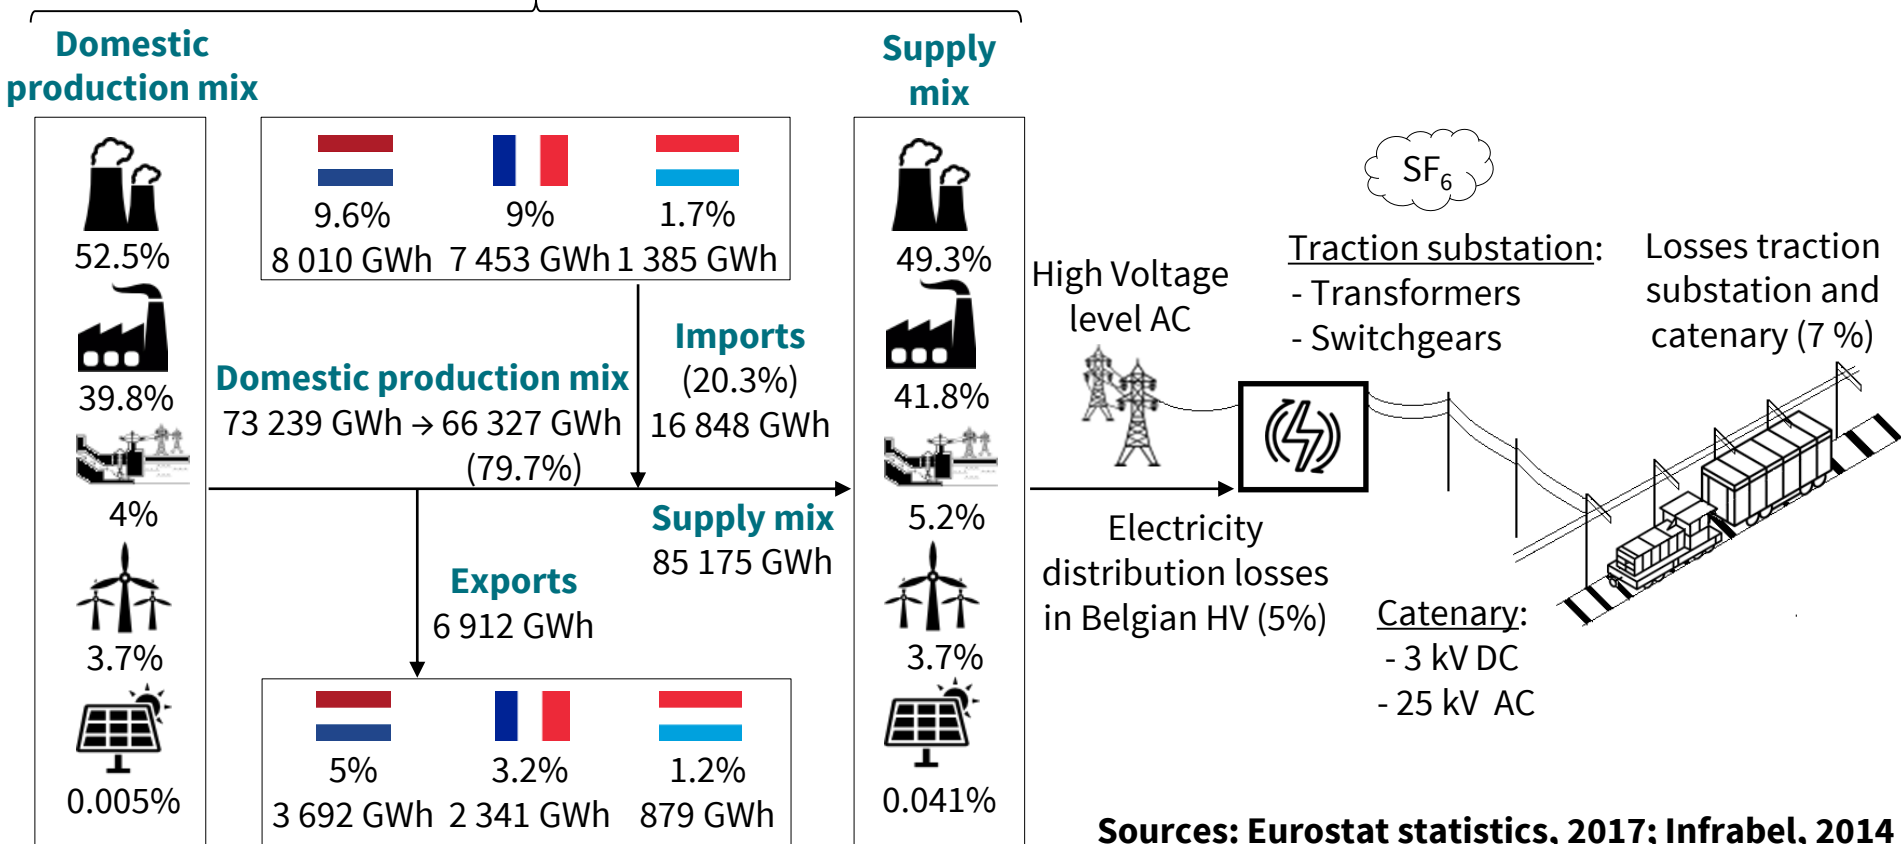 Domestic
production mix
Supply
mix
52.5%
39.8%
4%
3.7%
0.005%
9.6%
8 010 GWh
9%
7 453 GWh
1.7%
1 385 GWh
Imports
(20.3%)
16 848 GWh
Domestic production mix
73 239 GWh → 66 327 GWh
(79.7%)
Supply mix
85 175 GWh
Exports
6 912 GWh
5%
3 692 GWh
3.2%
2 341 GWh
1.2%
879 GWh
49.3%
41.8%
5.2%
3.7%
0.041%
High Voltage
level AC
Electricity
distribution losses
in Belgian HV (5%)
SF₆
Traction substation:
- Transformers
- Switchgears
Losses traction
substation and
catenary (7 %)
Catenary:
- 3 kV DC
- 25 kV AC
Sources: Eurostat statistics, 2017; Infrabel, 2014